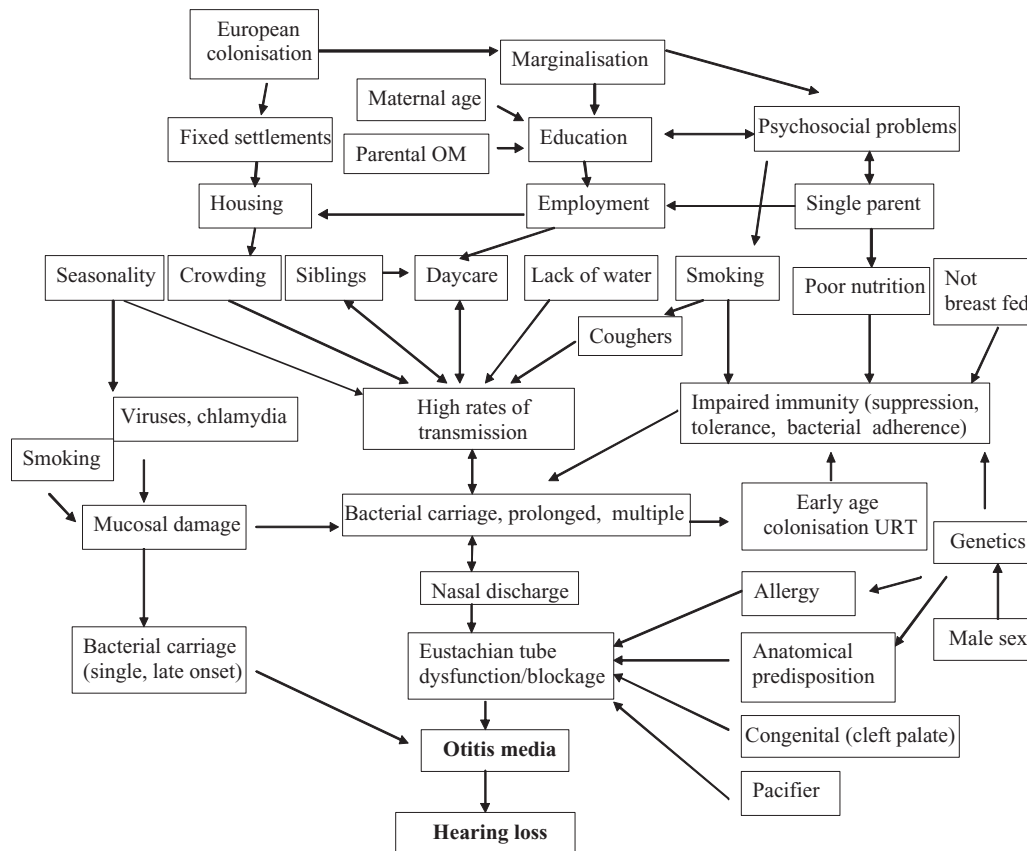 European
colonisation
Marginalisation
Maternal age
Fixed settlements
Education
Psychosocial problems
Parental OM
Housing
Employment
Single parent
Seasonality
Crowding
Siblings
Daycare
Lack of water
Smoking
Poor nutrition
Not
breast fed
Coughers
Viruses, chlamydia
High rates of
transmission
Impaired immunity (suppression,
tolerance, bacterial adherence)
Smoking
Mucosal damage
Bacterial carriage, prolonged, multiple
Early age
colonisation URT
Genetics
Nasal discharge
Allergy
Male sex
Bacterial carriage
(single, late onset)
Eustachian tube
dysfunction/blockage
Anatomical
predisposition
Otitis media
Congenital (cleft palate)
Pacifier
Hearing loss